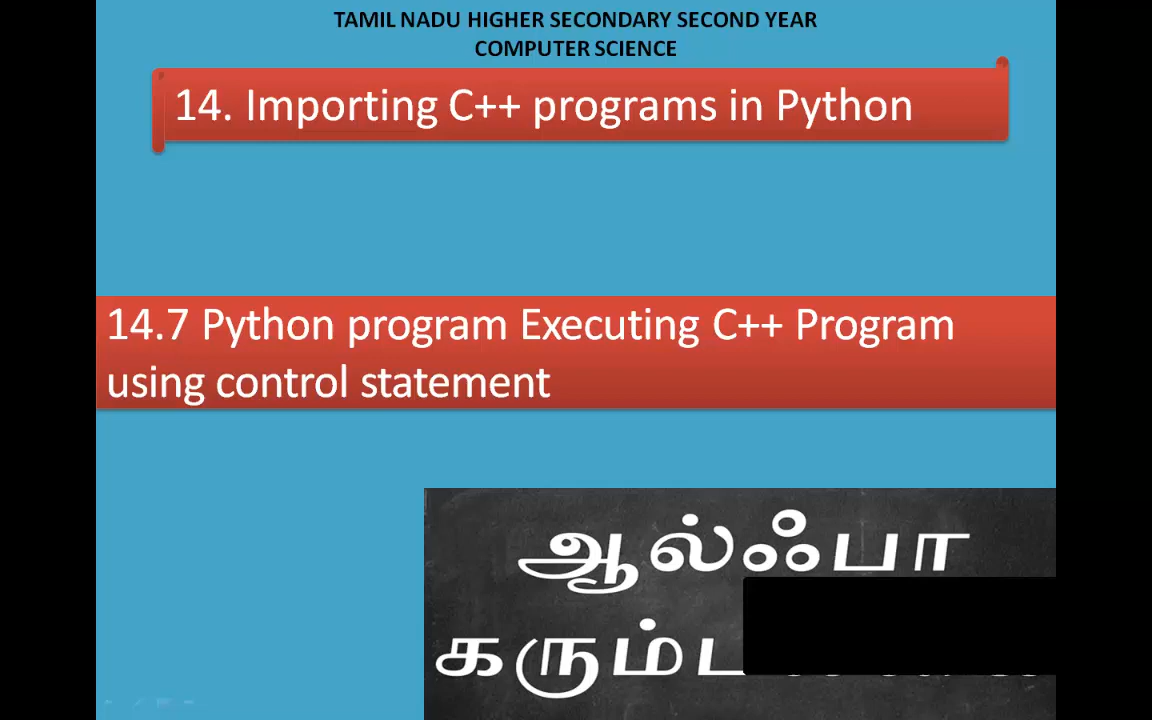 TAMIL NADU HIGHER SECONDARY SECOND YEAR
COMPUTER SCIENCE
14. Importing C++ programs in Python
14.7 Python program Executing C++ Program
using control statement
ஆல்ஃபா